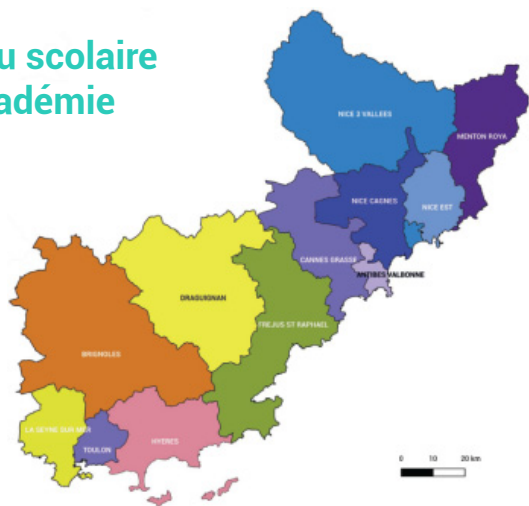 u scolaire
adémie
NICE 3 VALLEES
MENTON ROYA
NICE CAGNES
NICE EST
CANNES GRASSE
ANTIBES VALBONNE
DRAGUIGNAN
FREJUS ST RAPHAEL
BRIGNOLES
LA SEYNE SUR MER
TOULON
HYERES
0 10 20 km